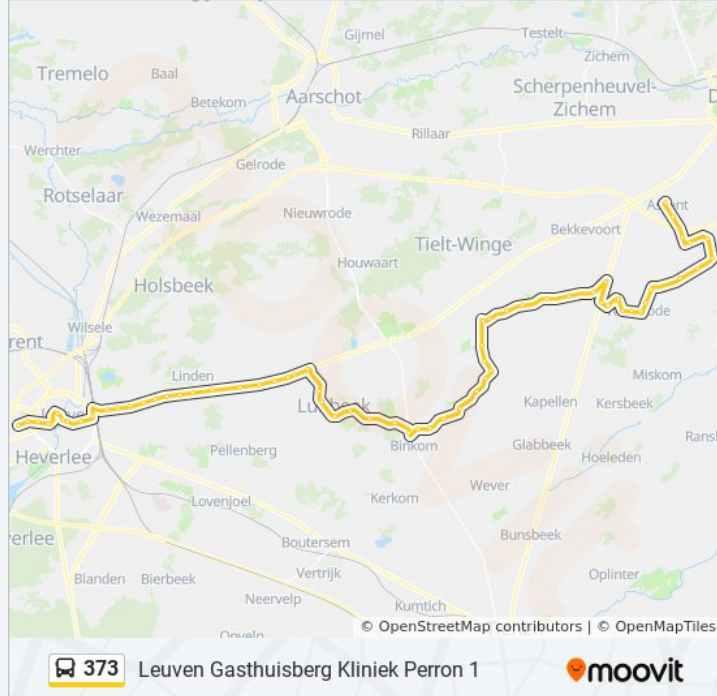 Gijmel
Testelt
Tremelo
Baal
Zichem
Betekom
Aarschot
Scherpenheuvel-
Zichem
D
Werchter
Rillaar
Gelrode
Rotselaar
Nieuwrode
Wezemaal
Bekkevoort
Tielt-Winge
Houwaart
Holsbeek
Wilsele
Linden
Miskom
Kapellen
Kersbeek
Pellenberg
Binkom
Glabbeek
Heverlee
Hoeleden
Wever
Lovenjoel
Kerkom
Boutersem
Bunsbeek
Vertrijk
Blanden
Bierbeek
Oplinter
Neervelp
Kumtich
© OpenStreetMap contributors | © OpenMapTiles
373 Leuven Gasthuisberg Kliniek Perron 1
moovit